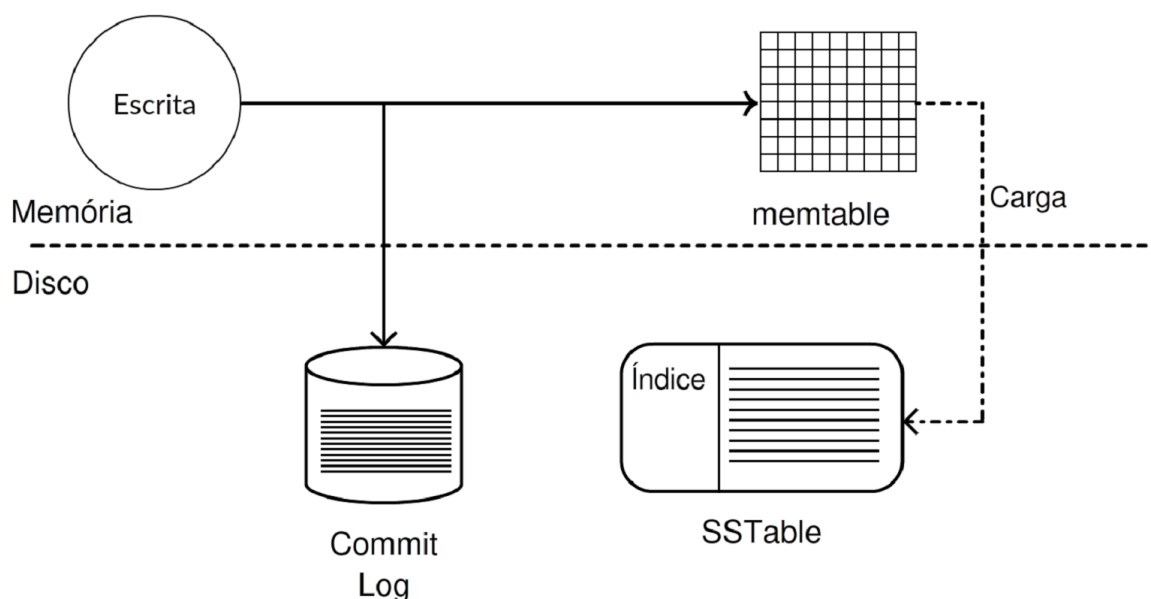 Escrita
Memória
memtable
Carga
Disco
Índice
SSTable
Commit
Log